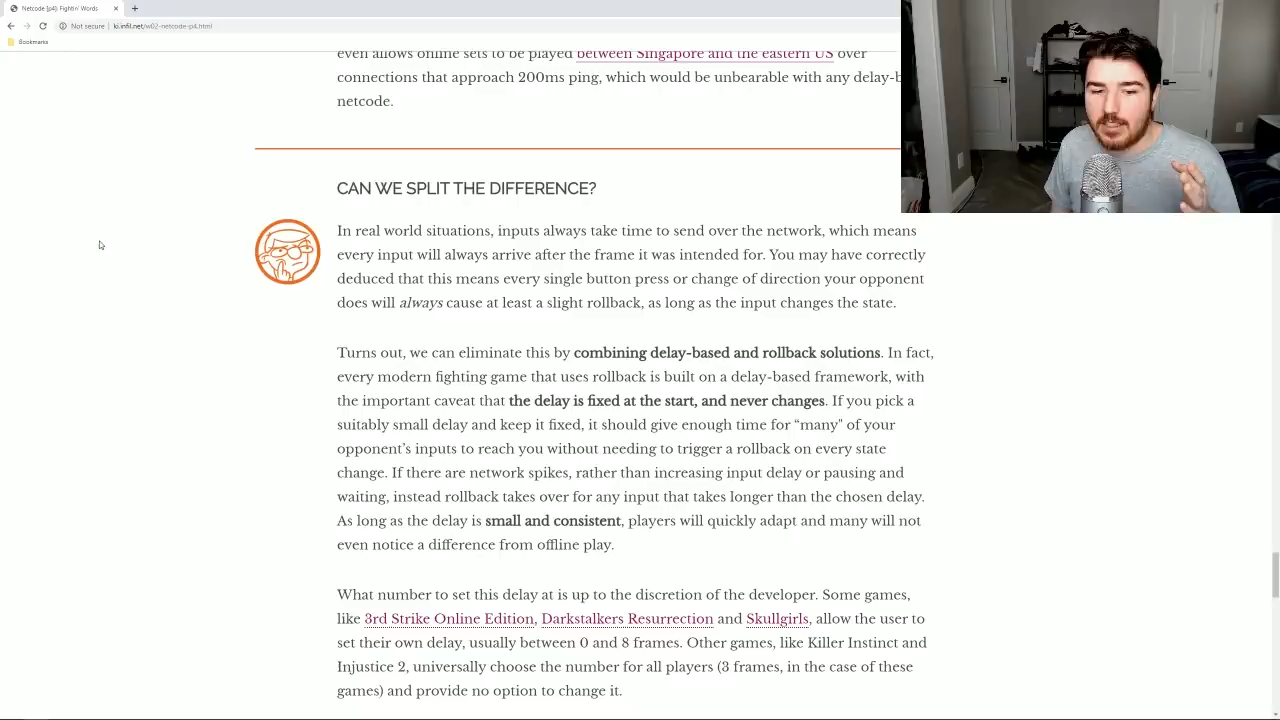 Netcode [p4]: Fightin' Words
Not secure | ki.infil.net/w02-netcode-p4.html
Bookmarks
even allows online sets to be played between Singapore and the eastern US over
connections that approach 200ms ping, which would be unbearable with any delay-b
netcode.
CAN WE SPLIT THE DIFFERENCE?
In real world situations, inputs always take time to send over the network, which means
every input will always arrive after the frame it was intended for. You may have correctly
deduced that this means every single button press or change of direction your opponent
does will always cause at least a slight rollback, as long as the input changes the state.
Turns out, we can eliminate this by combining delay-based and rollback solutions. In fact,
every modern fighting game that uses rollback is built on a delay-based framework, with
the important caveat that the delay is fixed at the start, and never changes. If you pick a
suitably small delay and keep it fixed, it should give enough time for “many" of your
opponent’s inputs to reach you without needing to trigger a rollback on every state
change. If there are network spikes, rather than increasing input delay or pausing and
waiting, instead rollback takes over for any input that takes longer than the chosen delay.
As long as the delay is small and consistent, players will quickly adapt and many will not
even notice a difference from offline play.
What number to set this delay at is up to the discretion of the developer. Some games,
like 3rd Strike Online Edition, Darkstalkers Resurrection and Skullgirls, allow the user to
set their own delay, usually between 0 and 8 frames. Other games, like Killer Instinct and
Injustice 2, universally choose the number for all players (3 frames, in the case of these
games) and provide no option to change it.